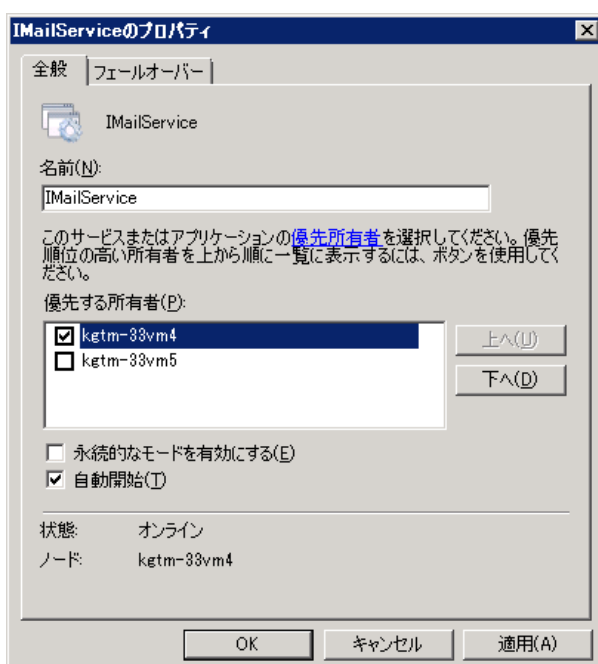 IMailServiceのプロパティ
全般
フェールオーバー
IMailService
名前(N):
IMailService
このサービスまたはアプリケーションの優先所有者を選択してください。優先
順位の高い所有者を上から順に一覧に表示するには、ボタンを使用してく
ださい。
優先する所有者(P):
kgtm-33vm4
上へ(U)
kgtm-33vm5
下へ(D)
永続的なモードを有効にする(E)
自動開始(T)
状態: オンライン
ノード: kgtm-33vm4
OK キャンセル 適用(A)